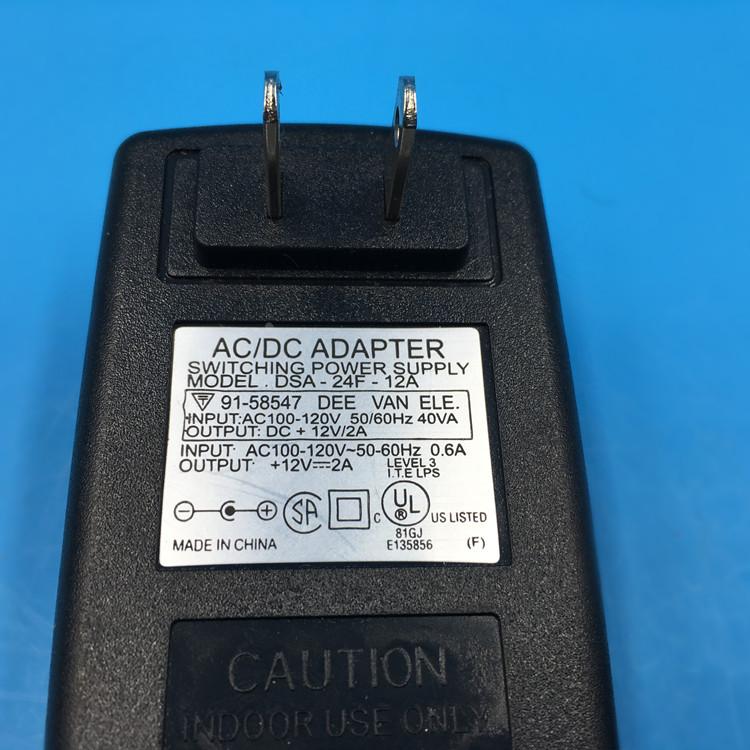 AC/DC ADAPTER
SWITCHING POWER SUPPLY
MODEL . DSA - 24F - 12A
T 91-58547 DEE VAN ELE.
INPUT:AC100-120V 50/60Hz 40VA
OUTPUT: DC + 12V/2A
INPUT: AC100-120V~50-60Hz 0.6A
OUTPUT +12V⎓2A LEVEL 3
I.T.E LPS
SA C UL ® US LISTED
81GJ
MADE IN CHINA E135856 (F)
CAUTION
INDOOR USE ONLY